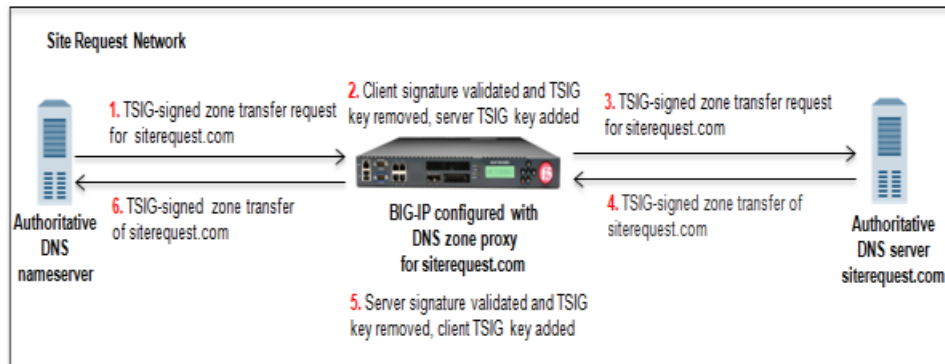 Site Request Network
1. TSIG-signed zone transfer request
for siterequest.com
2. Client signature validated and TSIG
key removed, server TSIG key added
3. TSIG-signed zone transfer request
for siterequest.com
6. TSIG-signed zone transfer
of siterequest.com
4. TSIG-signed zone transfer of
siterequest.com
Authoritative
DNS
nameserver
BIG-IP configured with
DNS zone proxy
for siterequest.com
Authoritative
DNS server
siterequest.com
5. Server signature validated and TSIG
key removed, client TSIG key added